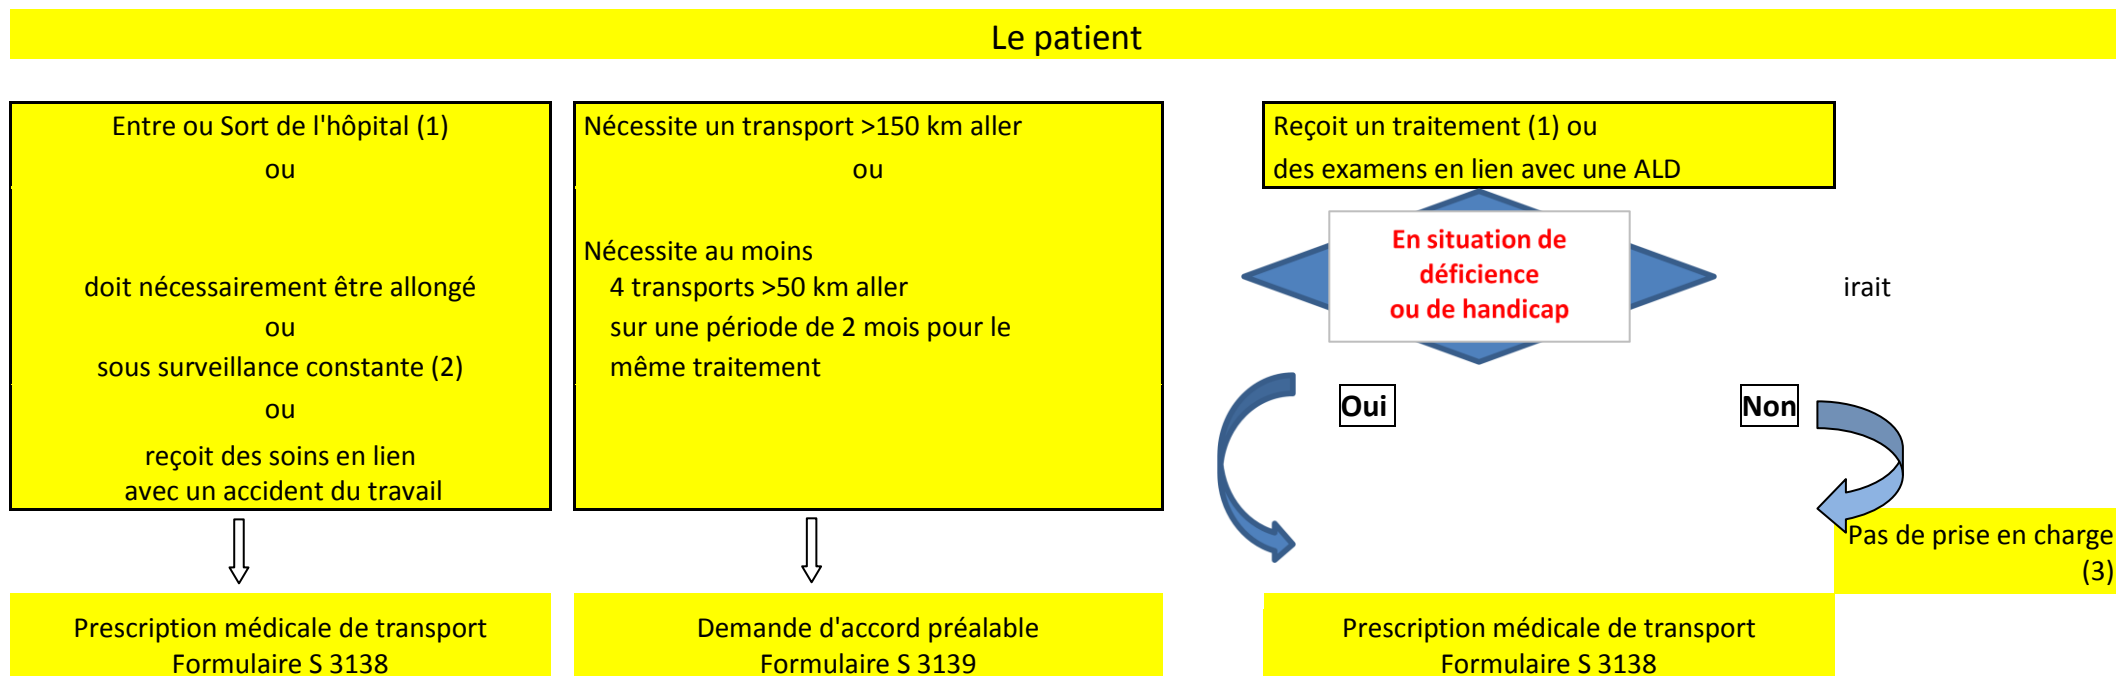 Le patient
Entre ou Sort de l'hôpital (1)
ou
doit nécessairement être allongé
ou
sous surveillance constante (2)
ou
reçoit des soins en lien
avec un accident du travail
Prescription médicale de transport
Formulaire S 3138
Nécessite un transport >150 km aller
ou
Nécessite au moins
4 transports >50 km aller
sur une période de 2 mois pour le
même traitement
Demande d'accord préalable
Formulaire S 3139
Reçoit un traitement (1) ou
des examens en lien avec une ALD
En situation de
déficience
ou de handicap
irait
Oui
Non
Pas de prise en charge
(3)
Prescription médicale de transport
Formulaire S 3138